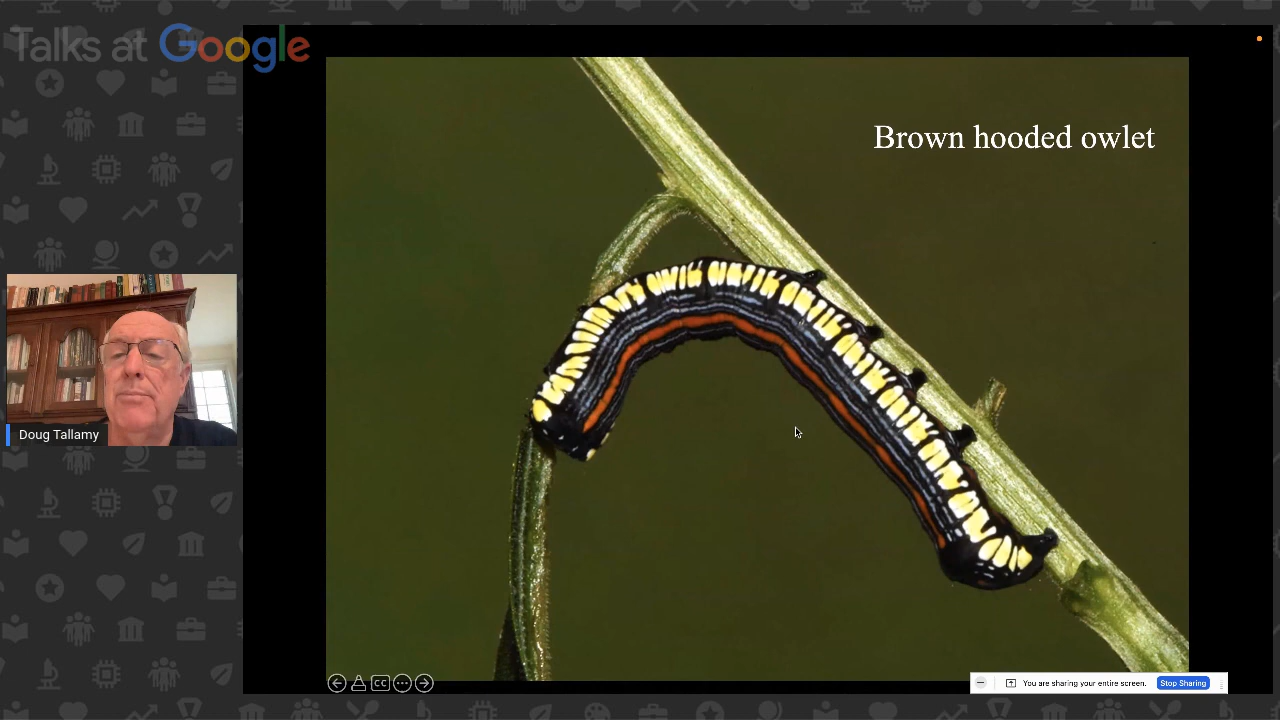 Talks at Google
Brown hooded owlet
Doug Tallamy
CC
You are sharing your entire screen.
Stop Sharing